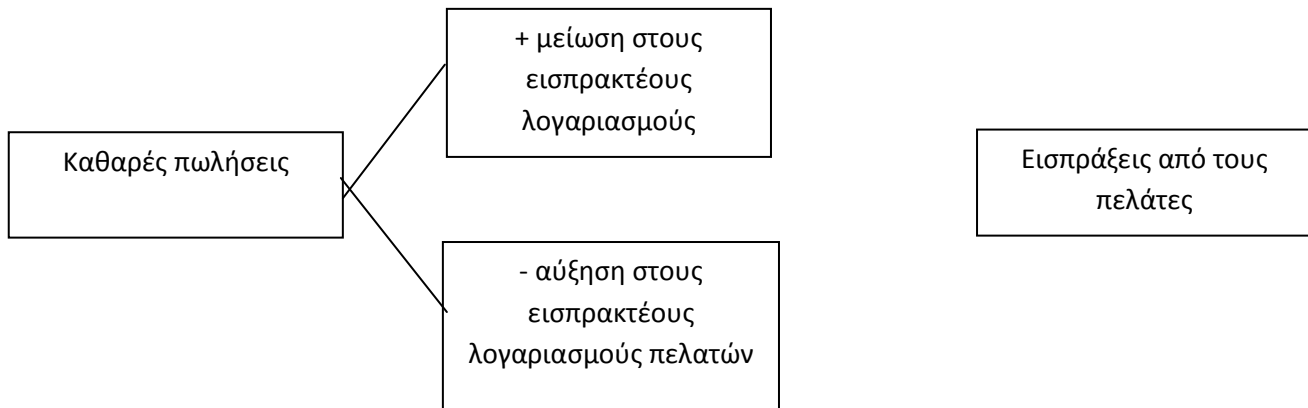 Καθαρές πωλήσεις
+ μείωση στους
εισπρακτέους
λογαριασμούς
- αύξηση στους
εισπρακτέους
λογαριασμούς πελατών
Εισπράξεις από τους
πελάτες